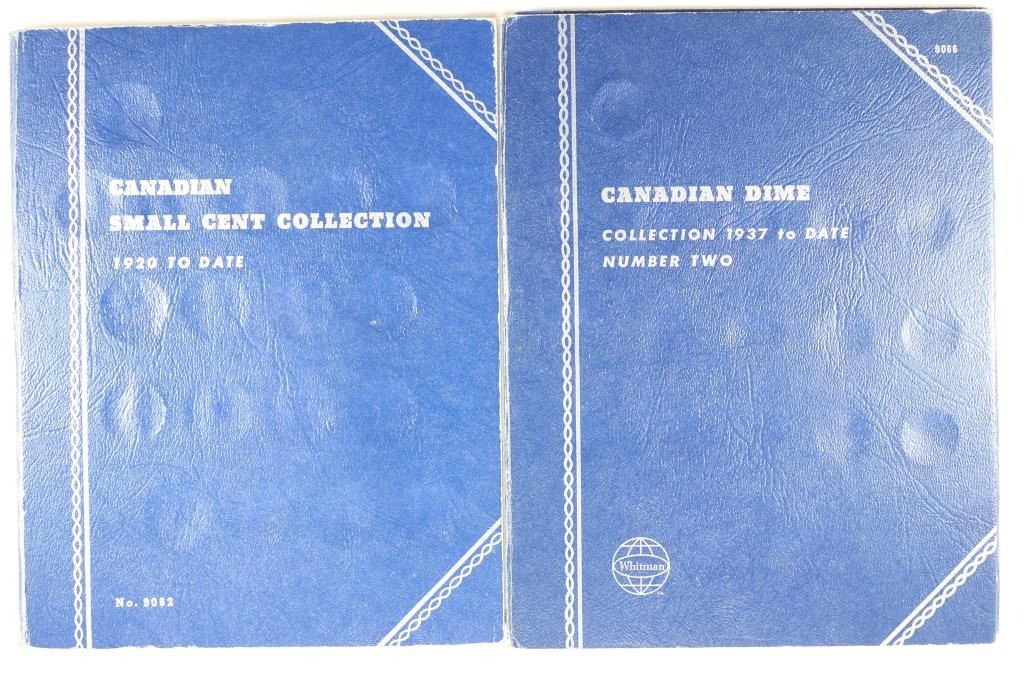 CANADIAN
SMALL CENT COLLECTION
1920 TO DATE
No. 9062
9066
CANADIAN DIME
COLLECTION 1937 to DATE
NUMBER TWO
Whitman